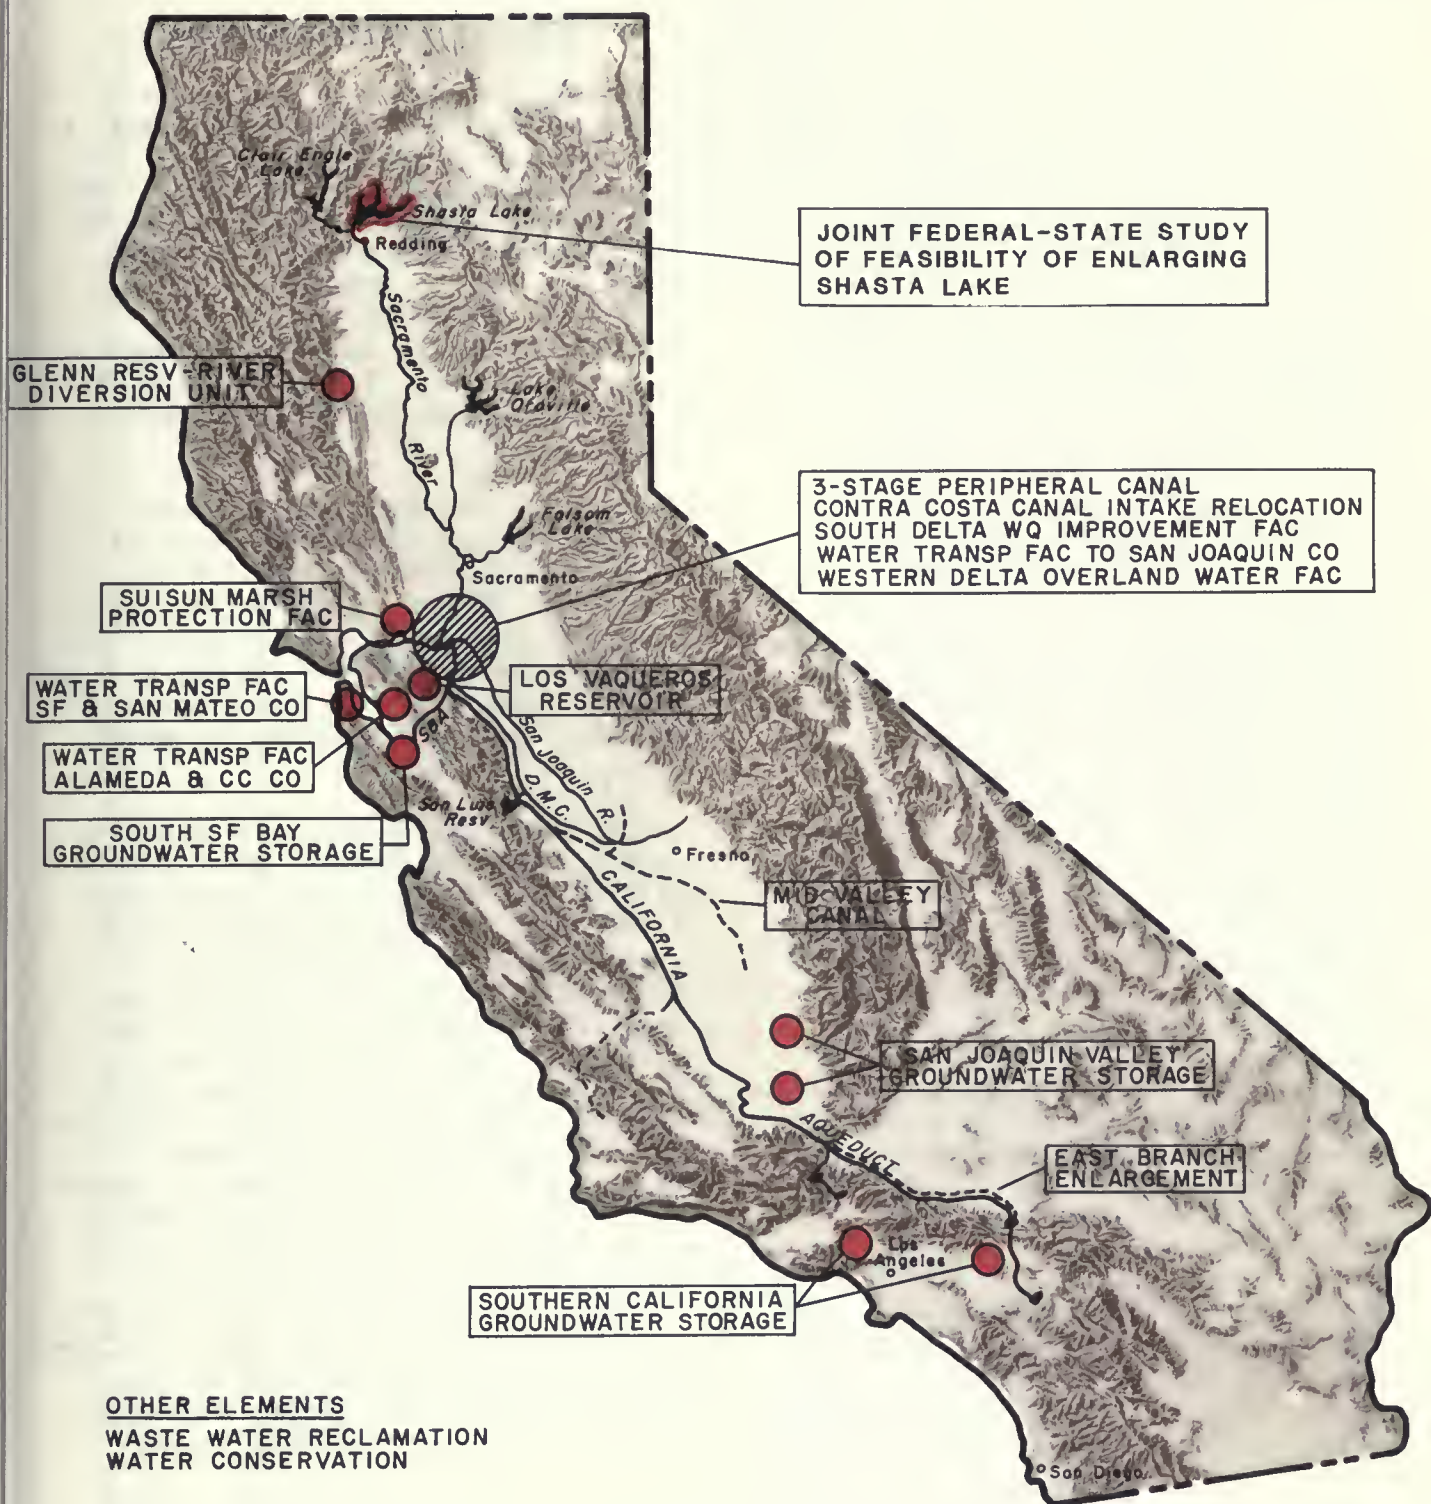 Clair Engle
Lake
Shasta Lake
Redding
JOINT FEDERAL-STATE STUDY
OF FEASIBILITY OF ENLARGING
SHASTA LAKE
Sacramento
River
GLENN RESV-RIVER
DIVERSION UNIT
Lake
Oroville
3-STAGE PERIPHERAL CANAL
CONTRA COSTA CANAL INTAKE RELOCATION
SOUTH DELTA WQ IMPROVEMENT FAC
WATER TRANSP FAC TO SAN JOAQUIN CO
WESTERN DELTA OVERLAND WATER FAC
Folsom
Lake
Sacramento
SUISUN MARSH
PROTECTION FAC
WATER TRANSP FAC
SF & SAN MATEO CO
LOS VAQUEROS
RESERVOIR
WATER TRANSP FAC
ALAMEDA & CC CO
SBA
San Joaquin R.
D.M.C.
San Luis
Resv
SOUTH SF BAY
GROUNDWATER STORAGE
Fresno
MID VALLEY
CANAL
CALIFORNIA
AQUEDUCT
SAN JOAQUIN VALLEY
GROUNDWATER STORAGE
EAST BRANCH
ENLARGEMENT
Los
Angeles
SOUTHERN CALIFORNIA
GROUNDWATER STORAGE
San Diego
OTHER ELEMENTS
WASTE WATER RECLAMATION
WATER CONSERVATION